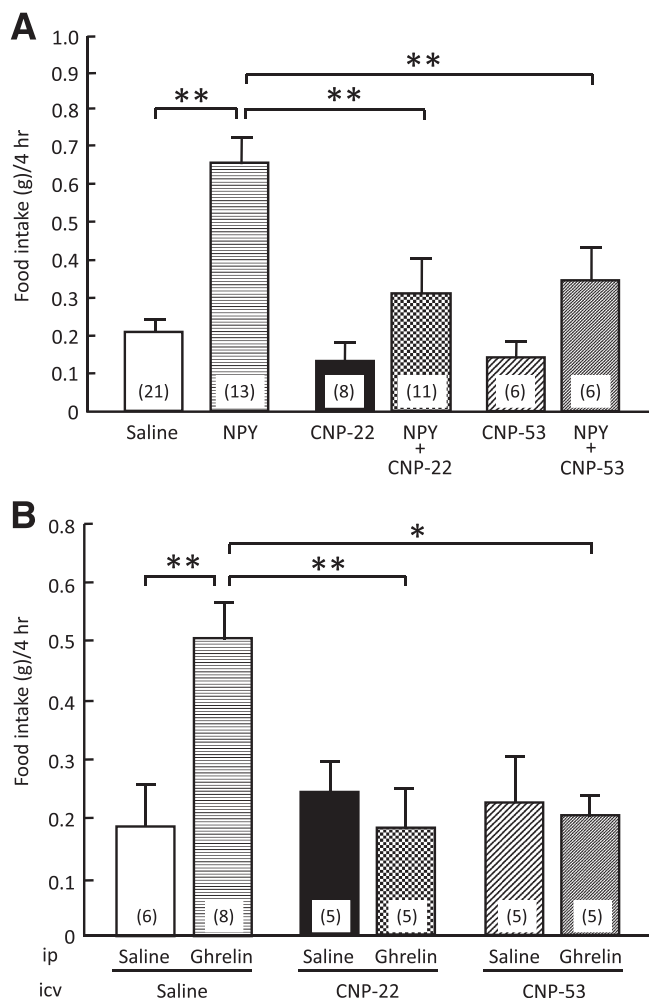 A
Food intake (g)/4 hr
1.0
0.9
0.8
0.7
0.6
0.5
0.4
0.3
0.2
0.1
0
**
**
**
(21) (13) (8) (11) (6) (6)
Saline NPY CNP-22 NPY CNP-53 NPY
+ +
CNP-22 CNP-53
B
Food intake (g)/4 hr
0.8
0.6
0.5
0.4
0.3
0.2
0.1
0
*
**
**
(6) (8) (5) (5) (5) (5)
ip Saline Ghrelin Saline Ghrelin Saline Ghrelin
icv Saline CNP-22 CNP-53